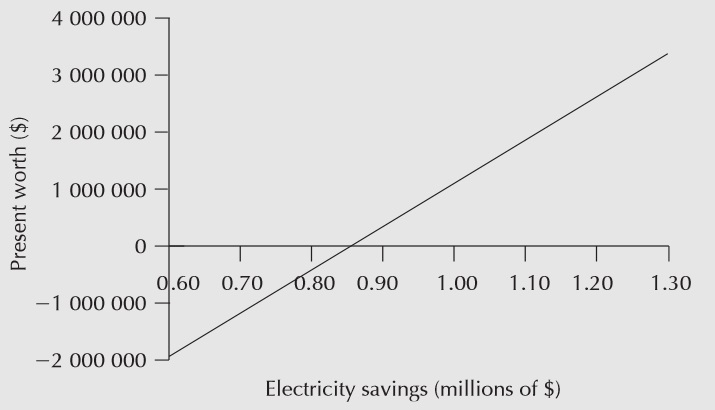 4 000 000
3 000 000
2 000 000
1 000 000
0
−1 000 000
−2 000 000
Present worth ($)
0.60 0.70 0.80 0.90 1.00 1.10 1.20 1.30
Electricity savings (millions of $)